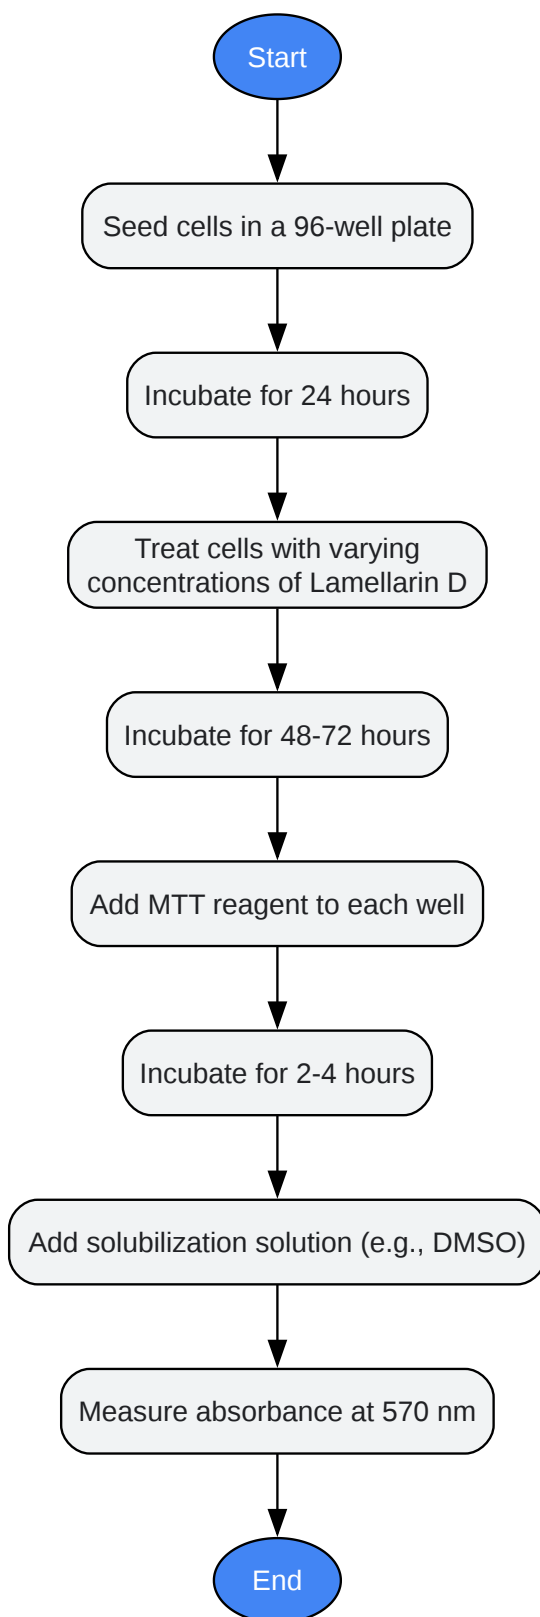 Start
Seed cells in a 96-well plate
Incubate for 24 hours
Treat cells with varying
concentrations of Lamellarin D
Incubate for 48-72 hours
Add MTT reagent to each well
Incubate for 2-4 hours
Add solubilization solution (e.g., DMSO)
Measure absorbance at 570 nm
End